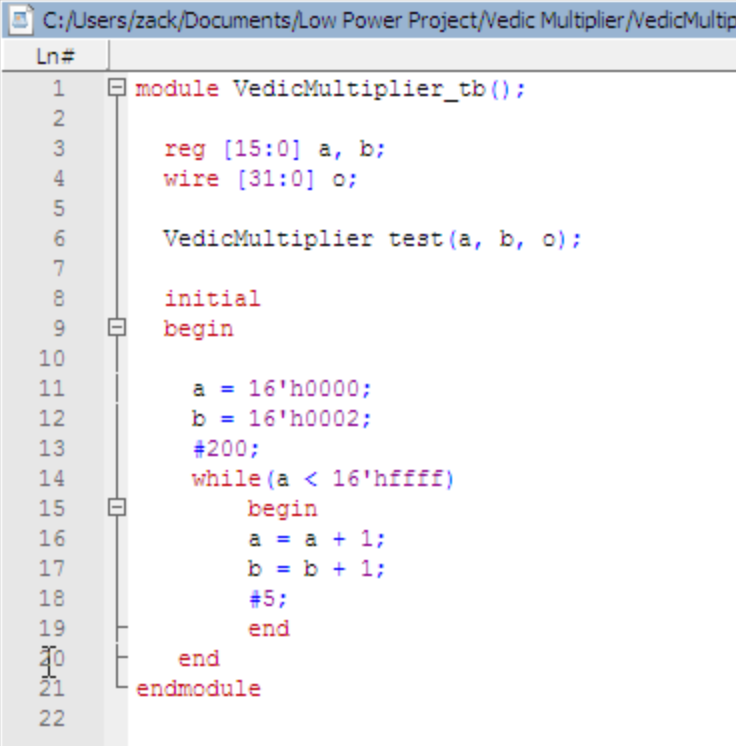 C:/Users/zack/Documents/Low Power Project/Vedic Multiplier/VedicMultip
Ln#
1 module VedicMultiplier_tb();
2
3 reg [15:0] a, b;
4 wire [31:0] o;
5
6 VedicMultiplier test(a, b, o);
7
8 initial
9 begin
10
11 a = 16'h0000;
12 b = 16'h0002;
13 #200;
14 while(a < 16'hffff)
15 begin
16 a = a + 1;
17 b = b + 1;
18 #5;
19 end
20 end
21 endmodule
22